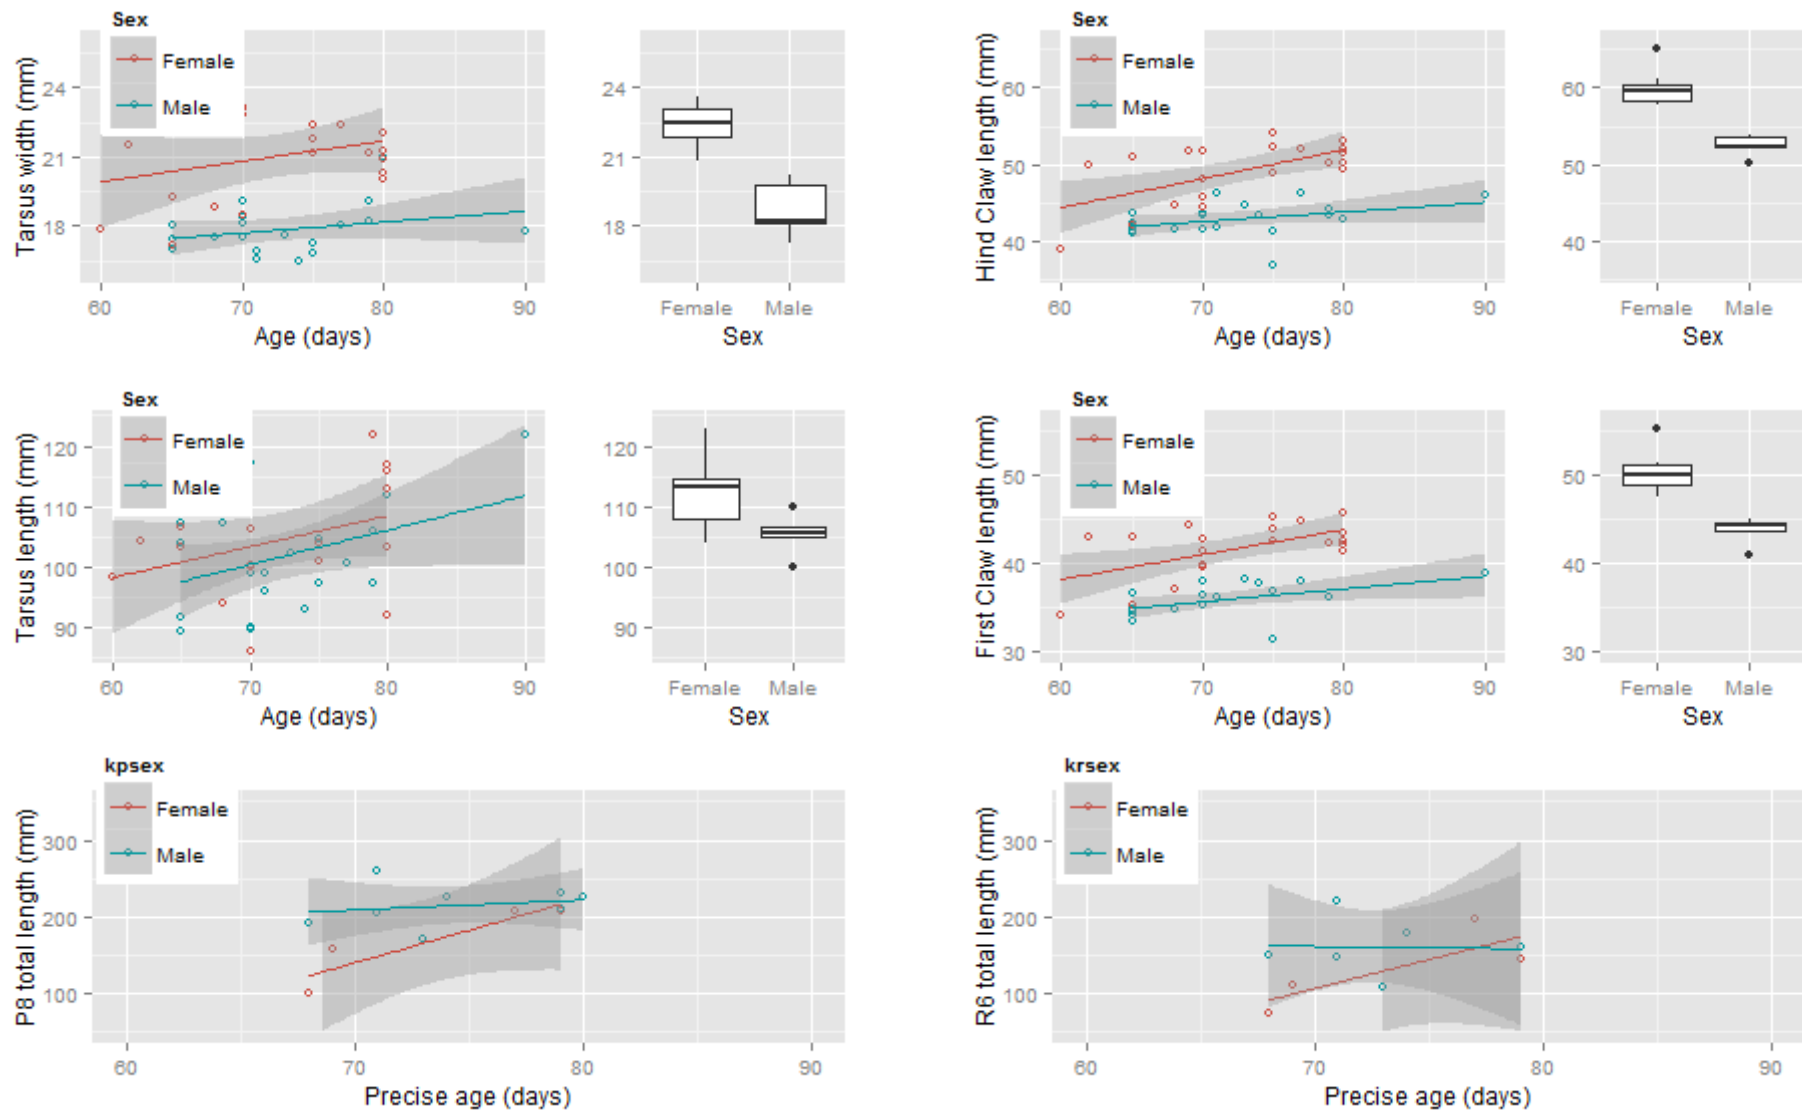 Sex
Female
Male
Tarsus width (mm)
24
21
18
60 70 80 90
Age (days)
24
21
18
Female Male
Sex
Sex
Female
Male
Hind Claw length (mm)
60
50
40
60 70 80 90
Age (days)
60
50
40
Female Male
Sex
Sex
Female
Male
Tarsus length (mm)
120
110
100
90
60 70 80 90
Age (days)
120
110
100
90
Female Male
Sex
Sex
Female
Male
First Claw length (mm)
50
40
30
60 70 80 90
Age (days)
50
40
30
Female Male
Sex
kpsex
Female
Male
P8 total length (mm)
300
200
100
60 70 80 90
Precise age (days)
krsex
Female
Male
R6 total length (mm)
300
200
100
60 70 80 90
Precise age (days)